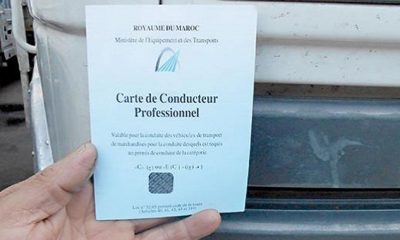 ROYAUME DU MAROC
Ministère de l'Equipement et des Transports
Carte de Conducteur
Professionnel
Valable pour la conduite des véhicules de transport
de marchandises pour la conduite desquels est requis
un permis de conduire de la catégorie